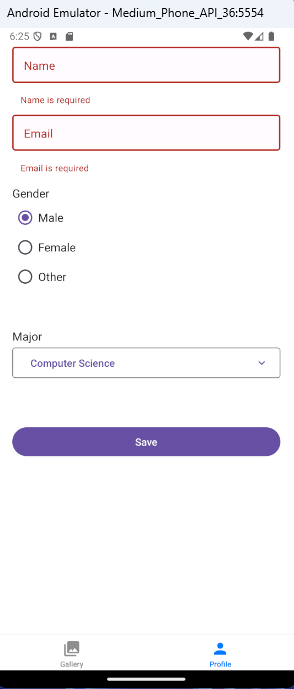 Android Emulator - Medium_Phone_API_36:5554
6:25
Name
Name is required
Email
Email is required
Gender
Male
Female
Other
Major
Computer Science
Save
Gallery
Profile